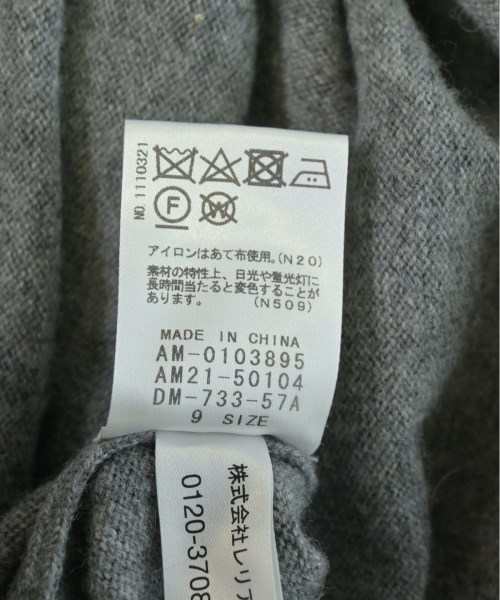 NO.1110321
F
W
アイロンはあて布使用。(N20)
素材の特性上、日光や蛍光灯に
長時間当たると変色することが
あります。 (N509)
MADE IN CHINA
AM-0103895
AM21-50104
DM-733-57A
9 SIZE
株式会社レリア
0120-3708